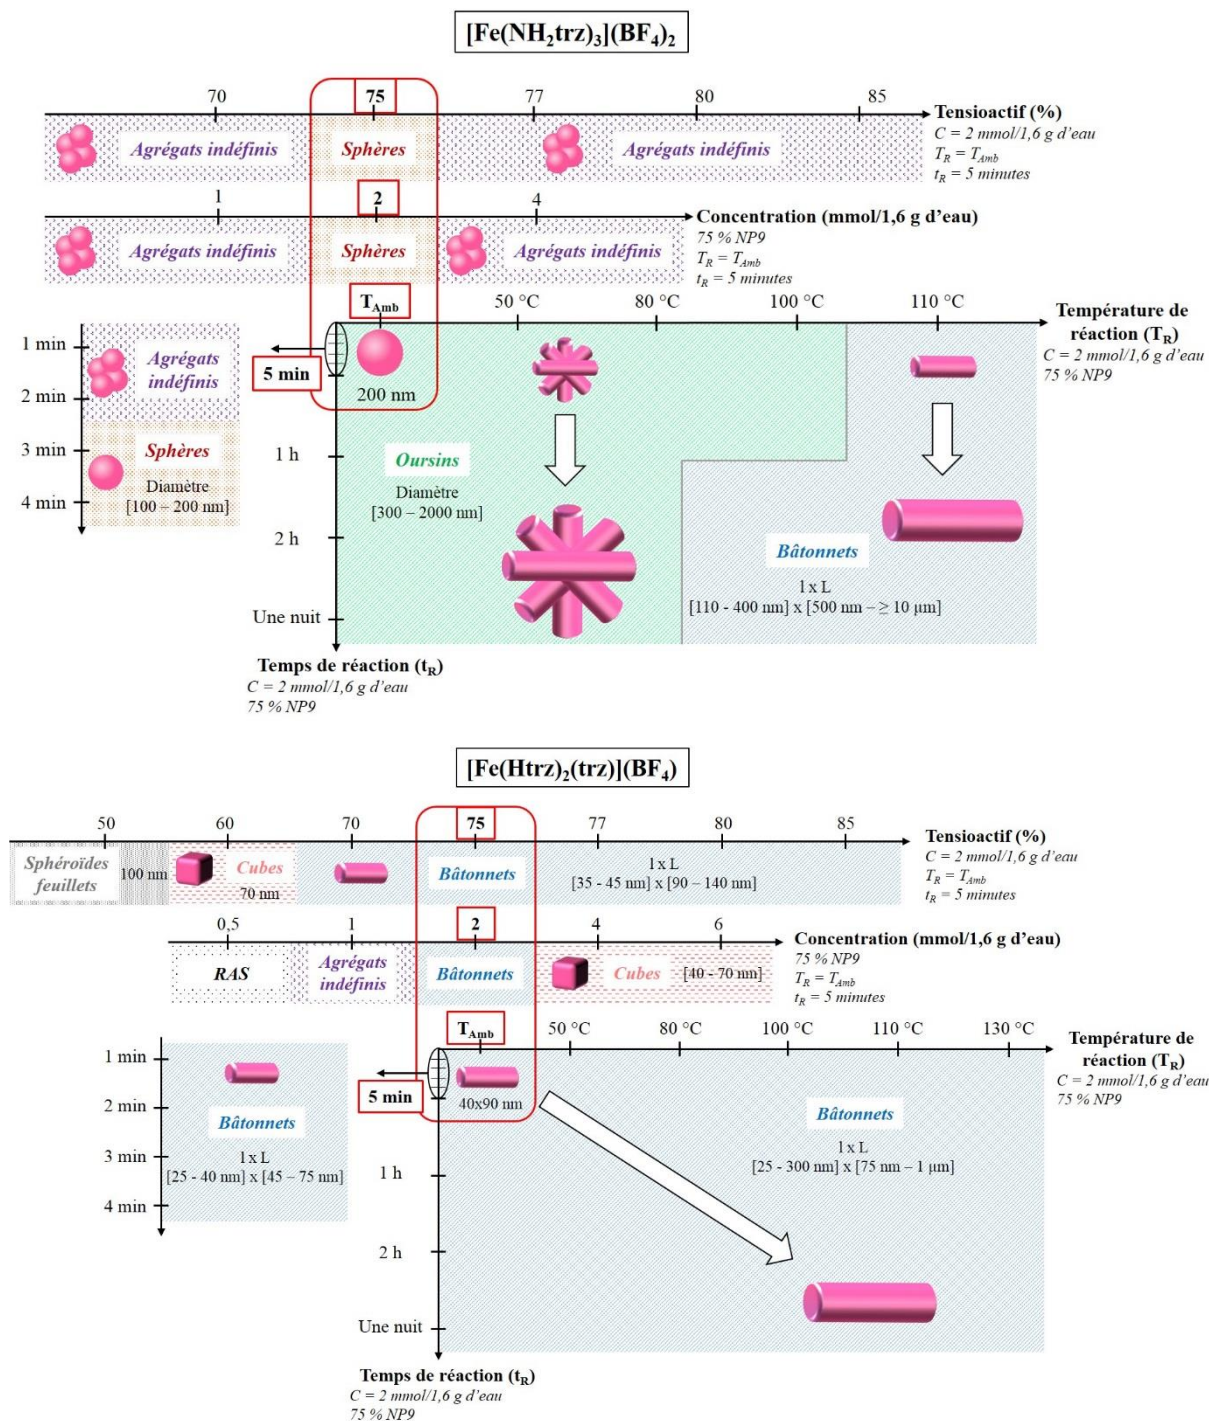 [Fe(NH2trz)3](BF4)2
70
75
77
80
85
Tensioactif (%)
C = 2 mmol/1,6 g d'eau
TR = TAmb
tR = 5 minutes
Agrégats indéfinis
Sphères
Agrégats indéfinis
1
2
4
Concentration (mmol/1,6 g d'eau)
75 % NP9
TR = TAmb
tR = 5 minutes
Agrégats indéfinis
Sphères
Agrégats indéfinis
TAmb
50 °C
80 °C
100 °C
110 °C
Température de
réaction (TR)
C = 2 mmol/1,6 g d'eau
75 % NP9
1 min
2 min
3 min
4 min
Agrégats
indéfinis
Sphères
Diamètre
[100 – 200 nm]
5 min
200 nm
1 h
2 h
Une nuit
Oursins
Diamètre
[300 – 2000 nm]
Bâtonnets
l x L
[110 - 400 nm] x [500 nm – ≥ 10 µm]
Temps de réaction (tR)
C = 2 mmol/1,6 g d'eau
75 % NP9
[Fe(Htrz)2(trz)](BF4)
50
60
70
75
77
80
85
Tensioactif (%)
C = 2 mmol/1,6 g d'eau
TR = TAmb
tR = 5 minutes
Sphéroïdes
feuillets
100 nm
Cubes
70 nm
Bâtonnets
l x L
[35 - 45 nm] x [90 – 140 nm]
0,5
1
2
4
6
Concentration (mmol/1,6 g d'eau)
75 % NP9
TR = TAmb
tR = 5 minutes
RAS
Agrégats
indéfinis
Bâtonnets
Cubes
[40 - 70 nm]
TAmb
50 °C
80 °C
100 °C
110 °C
130 °C
Température de
réaction (TR)
C = 2 mmol/1,6 g d'eau
75 % NP9
1 min
2 min
3 min
4 min
Bâtonnets
l x L
[25 - 40 nm] x [45 – 75 nm]
5 min
40x90 nm
1 h
2 h
Une nuit
Bâtonnets
l x L
[25 - 300 nm] x [75 nm – 1 µm]
Temps de réaction (tR)
C = 2 mmol/1,6 g d'eau
75 % NP9